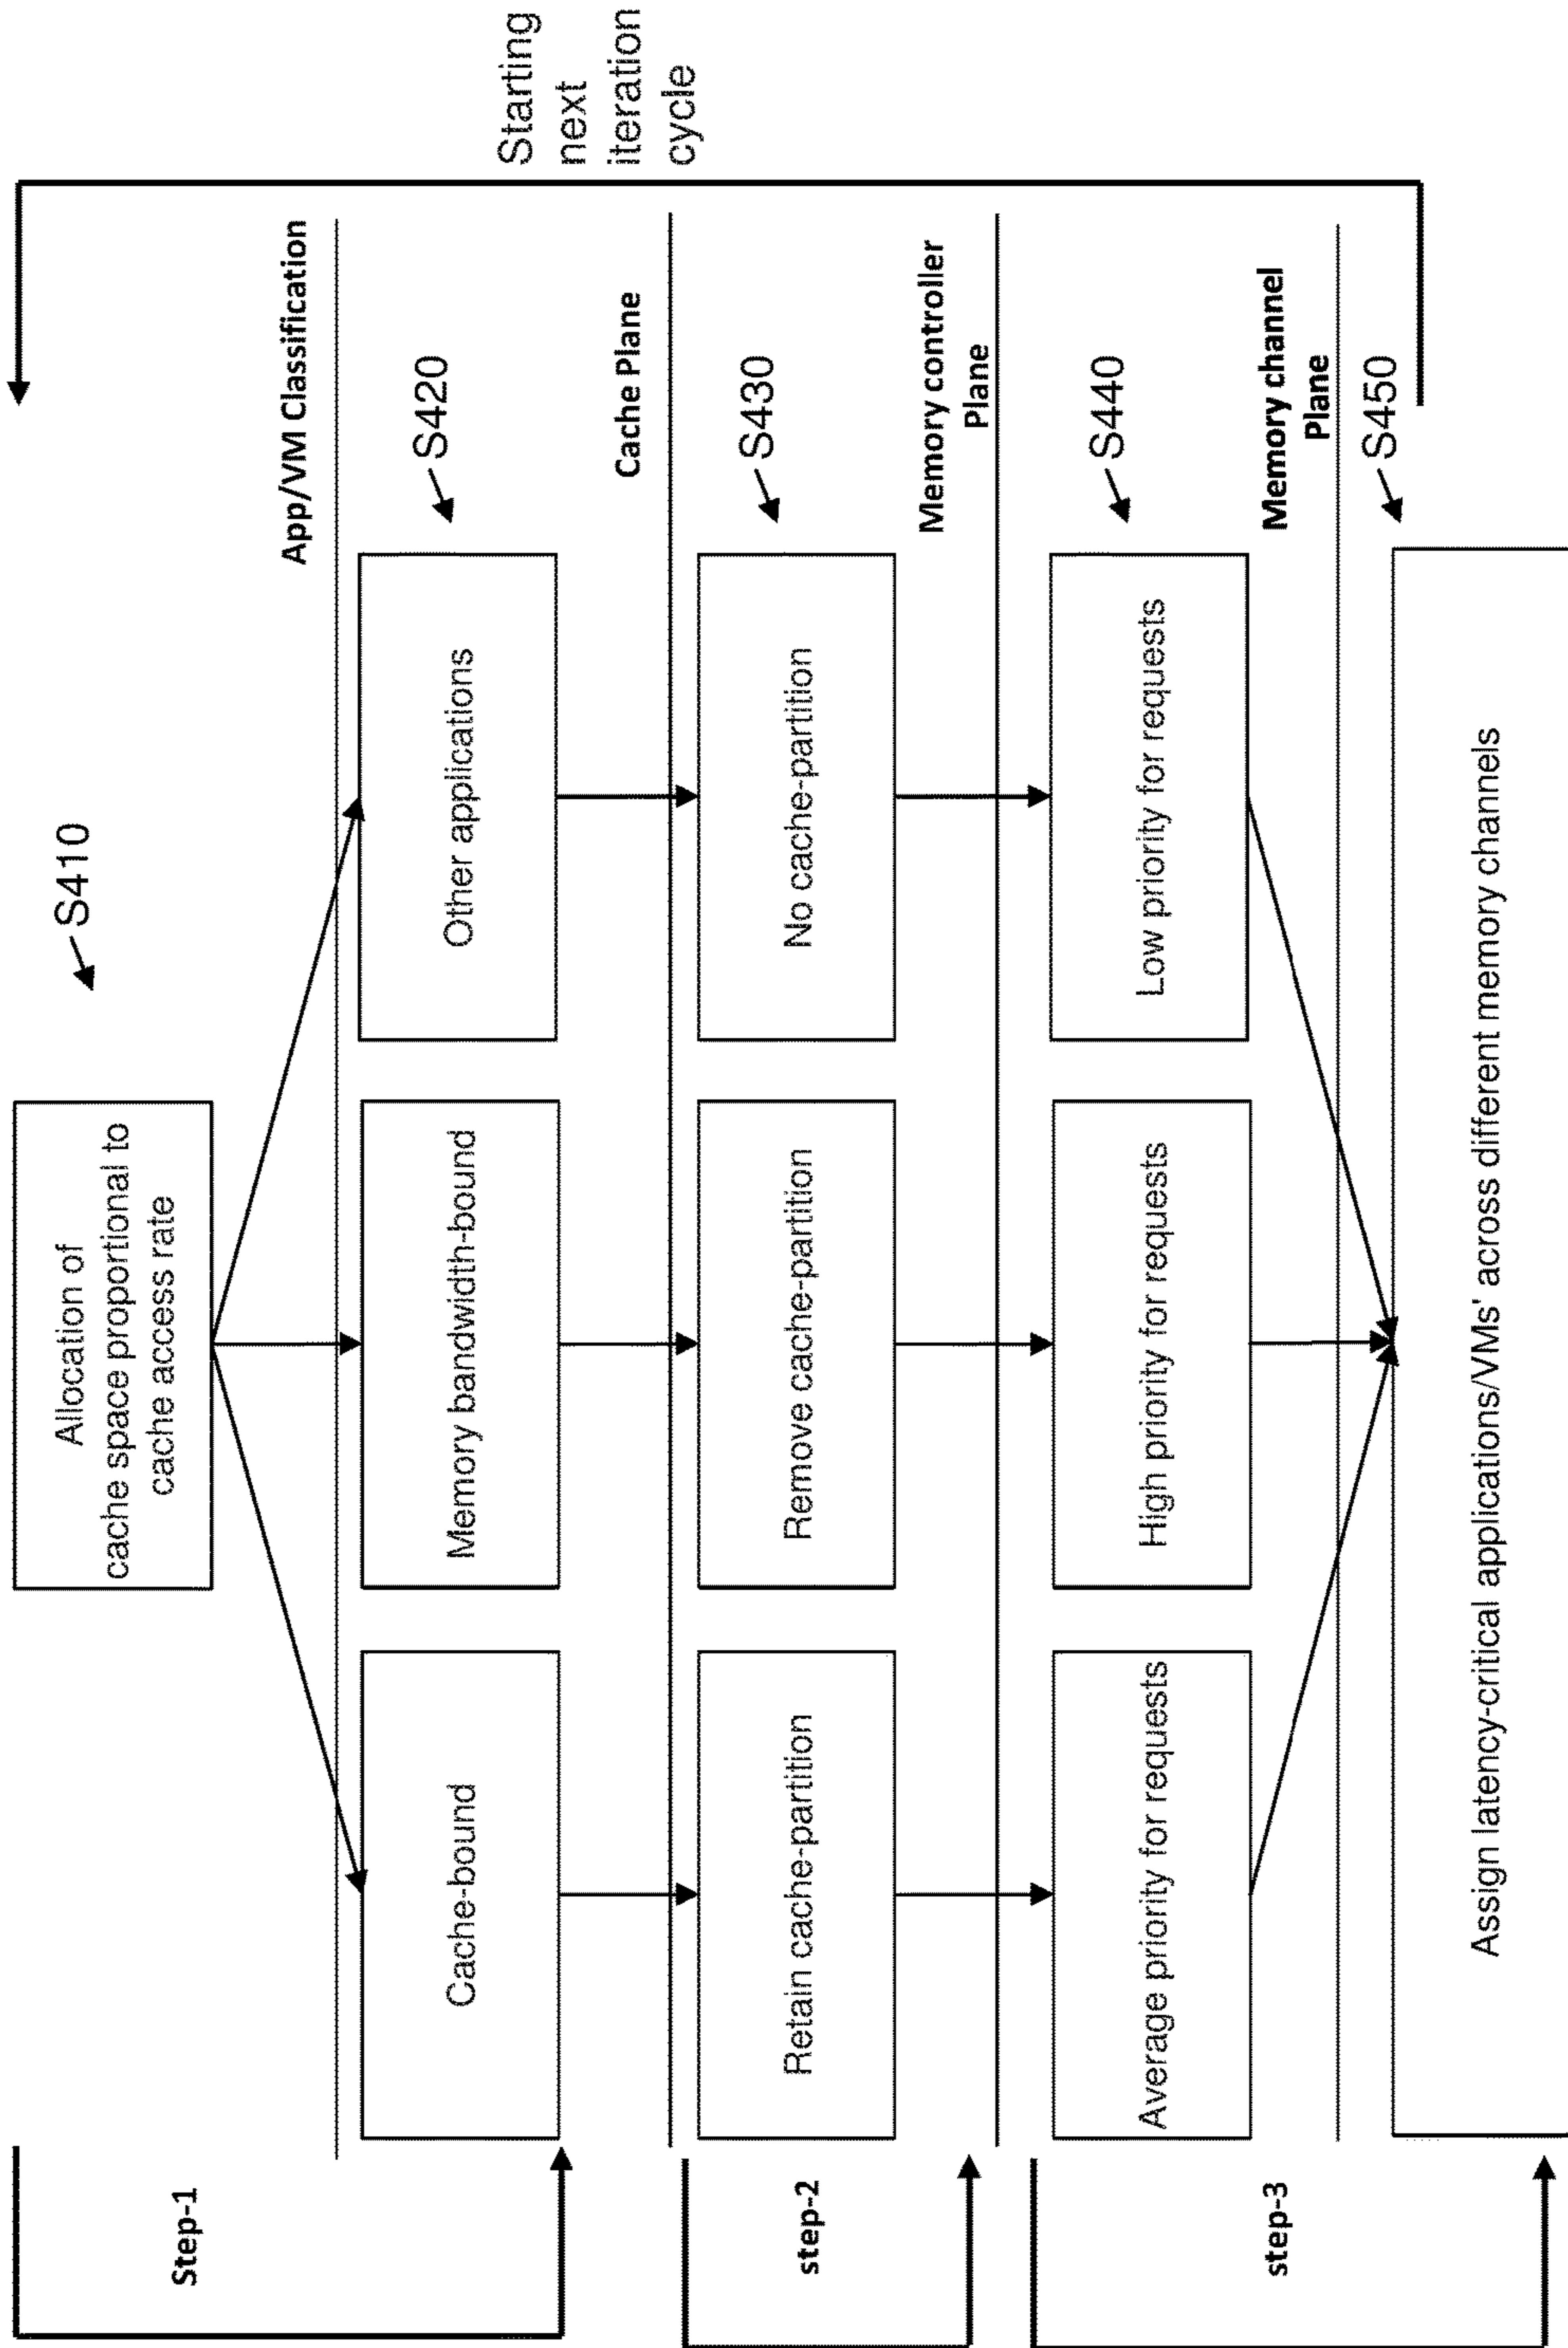 S410
Allocation of
cache space proportional to
cache access rate
Step-1
App/VM Classification
S420
Cache-bound
Memory bandwidth-bound
Other applications
Cache Plane
S430
step-2
Retain cache-partition
Remove cache-partition
No cache-partition
Memory controller
Plane
S440
Average priority for requests
High priority for requests
Low priority for requests
step-3
Memory channel
Plane
S450
Assign latency-critical applications/VMs' across different memory channels
Starting
next
iteration
cycle